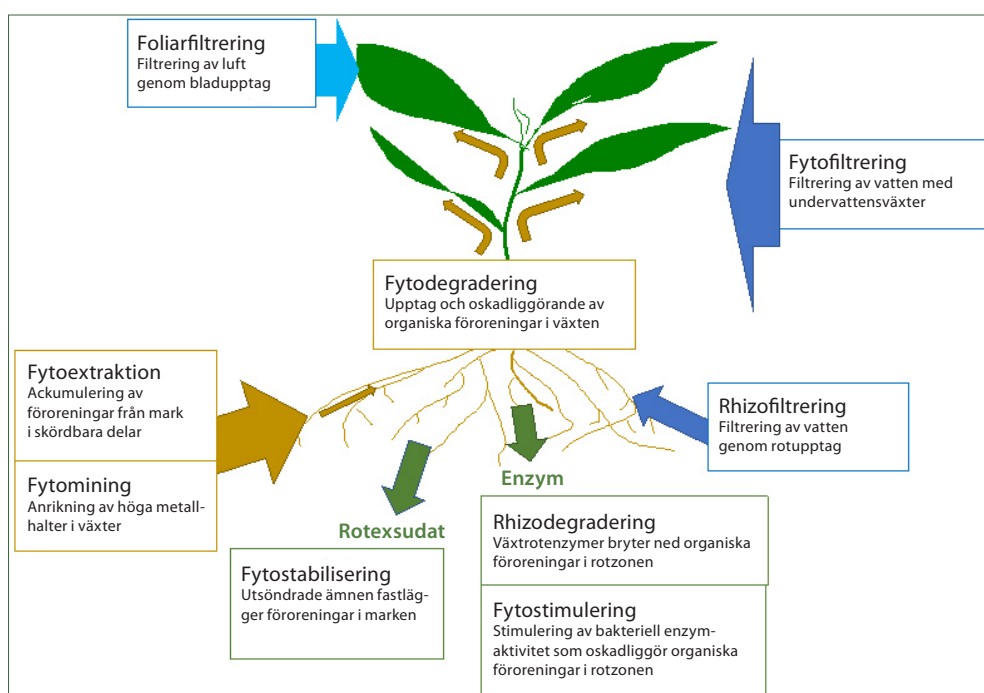 Foliarfiltrering
Filtrering av luft
genom bladupptag
Fytofiltrering
Filtrering av vatten med
undervattensväxter
Fytodegradering
Upptag och oskadliggörande av
organiska föroreningar i växten
Fytoextraktion
Ackumulering av
föroreningar från mark
i skördbara delar
Fytomining
Anrikning av höga metall-
halter i växter
Rhizofiltrering
Filtrering av vatten
genom rotupptag
Rotexsudat
Fytostabilisering
Utsöndrade ämnen fastläg-
ger föroreningar i marken
Enzym
Rhizodegradering
Växtrotenzymer bryter ned organiska
föroreningar i rotzonen
Fytostimulering
Stimulering av bakteriell enzym-
aktivitet som oskadliggör organiska
föroreningar i rotzonen